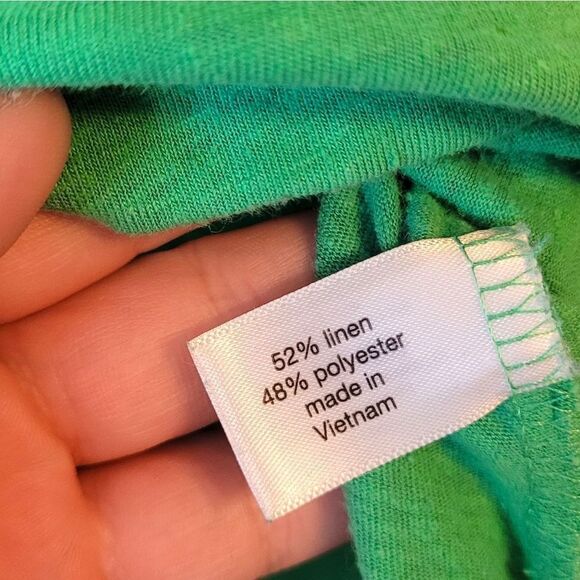 52% linen
48% polyester
made in
Vietnam